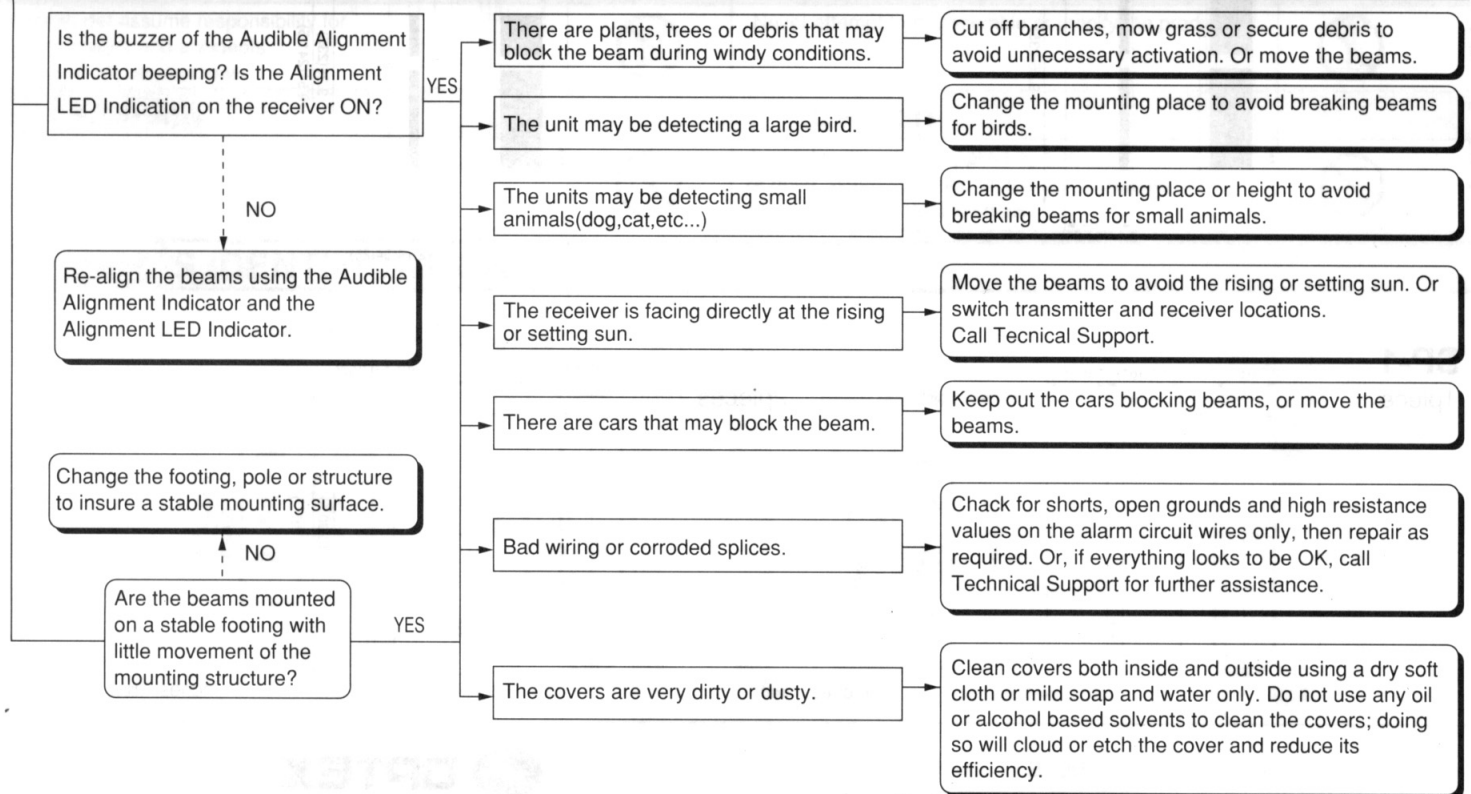 Is the buzzer of the Audible Alignment
Indicator beeping? Is the Alignment
LED Indication on the receiver ON?
YES
NO
Re-align the beams using the Audible
Alignment Indicator and the
Alignment LED Indicator.
Change the footing, pole or structure
to insure a stable mounting surface.
NO
Are the beams mounted
on a stable footing with
little movement of the
mounting structure?
YES
There are plants, trees or debris that may
block the beam during windy conditions.
Cut off branches, mow grass or secure debris to
avoid unnecessary activation. Or move the beams.
The unit may be detecting a large bird.
Change the mounting place to avoid breaking beams
for birds.
The units may be detecting small
animals(dog,cat,etc...)
Change the mounting place or height to avoid
breaking beams for small animals.
The receiver is facing directly at the rising
or setting sun.
Move the beams to avoid the rising or setting sun. Or
switch transmitter and receiver locations.
Call Tecnical Support.
There are cars that may block the beam.
Keep out the cars blocking beams, or move the
beams.
Bad wiring or corroded splices.
Chack for shorts, open grounds and high resistance
values on the alarm circuit wires only, then repair as
required. Or, if everything looks to be OK, call
Technical Support for further assistance.
The covers are very dirty or dusty.
Clean covers both inside and outside using a dry soft
cloth or mild soap and water only. Do not use any oil
or alcohol based solvents to clean the covers; doing
so will cloud or etch the cover and reduce its
efficiency.